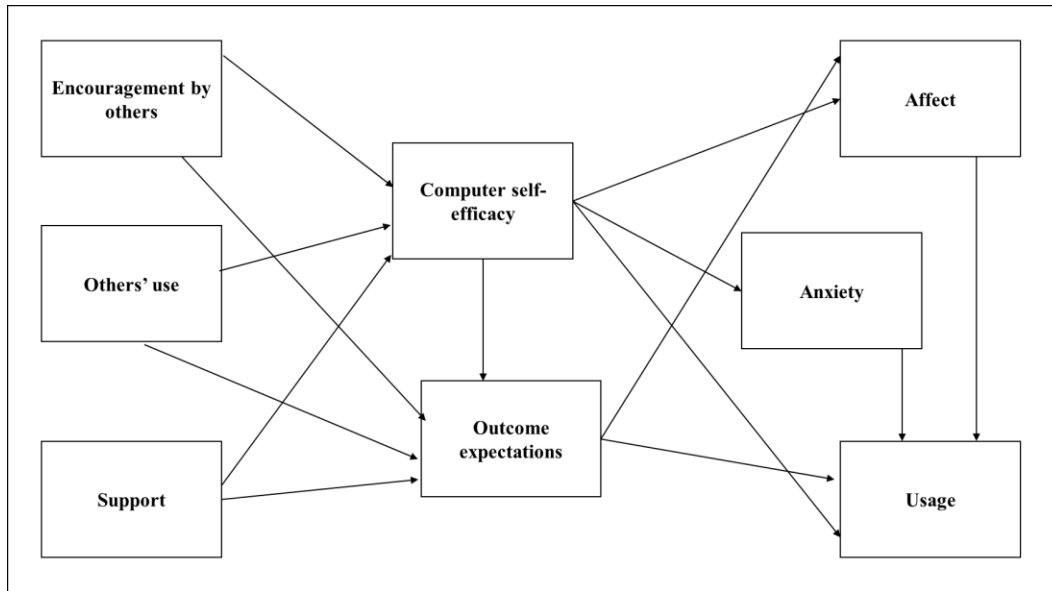 Encouragement by
others
Affect
Computer self-
efficacy
Others’ use
Anxiety
Outcome
expectations
Support
Usage